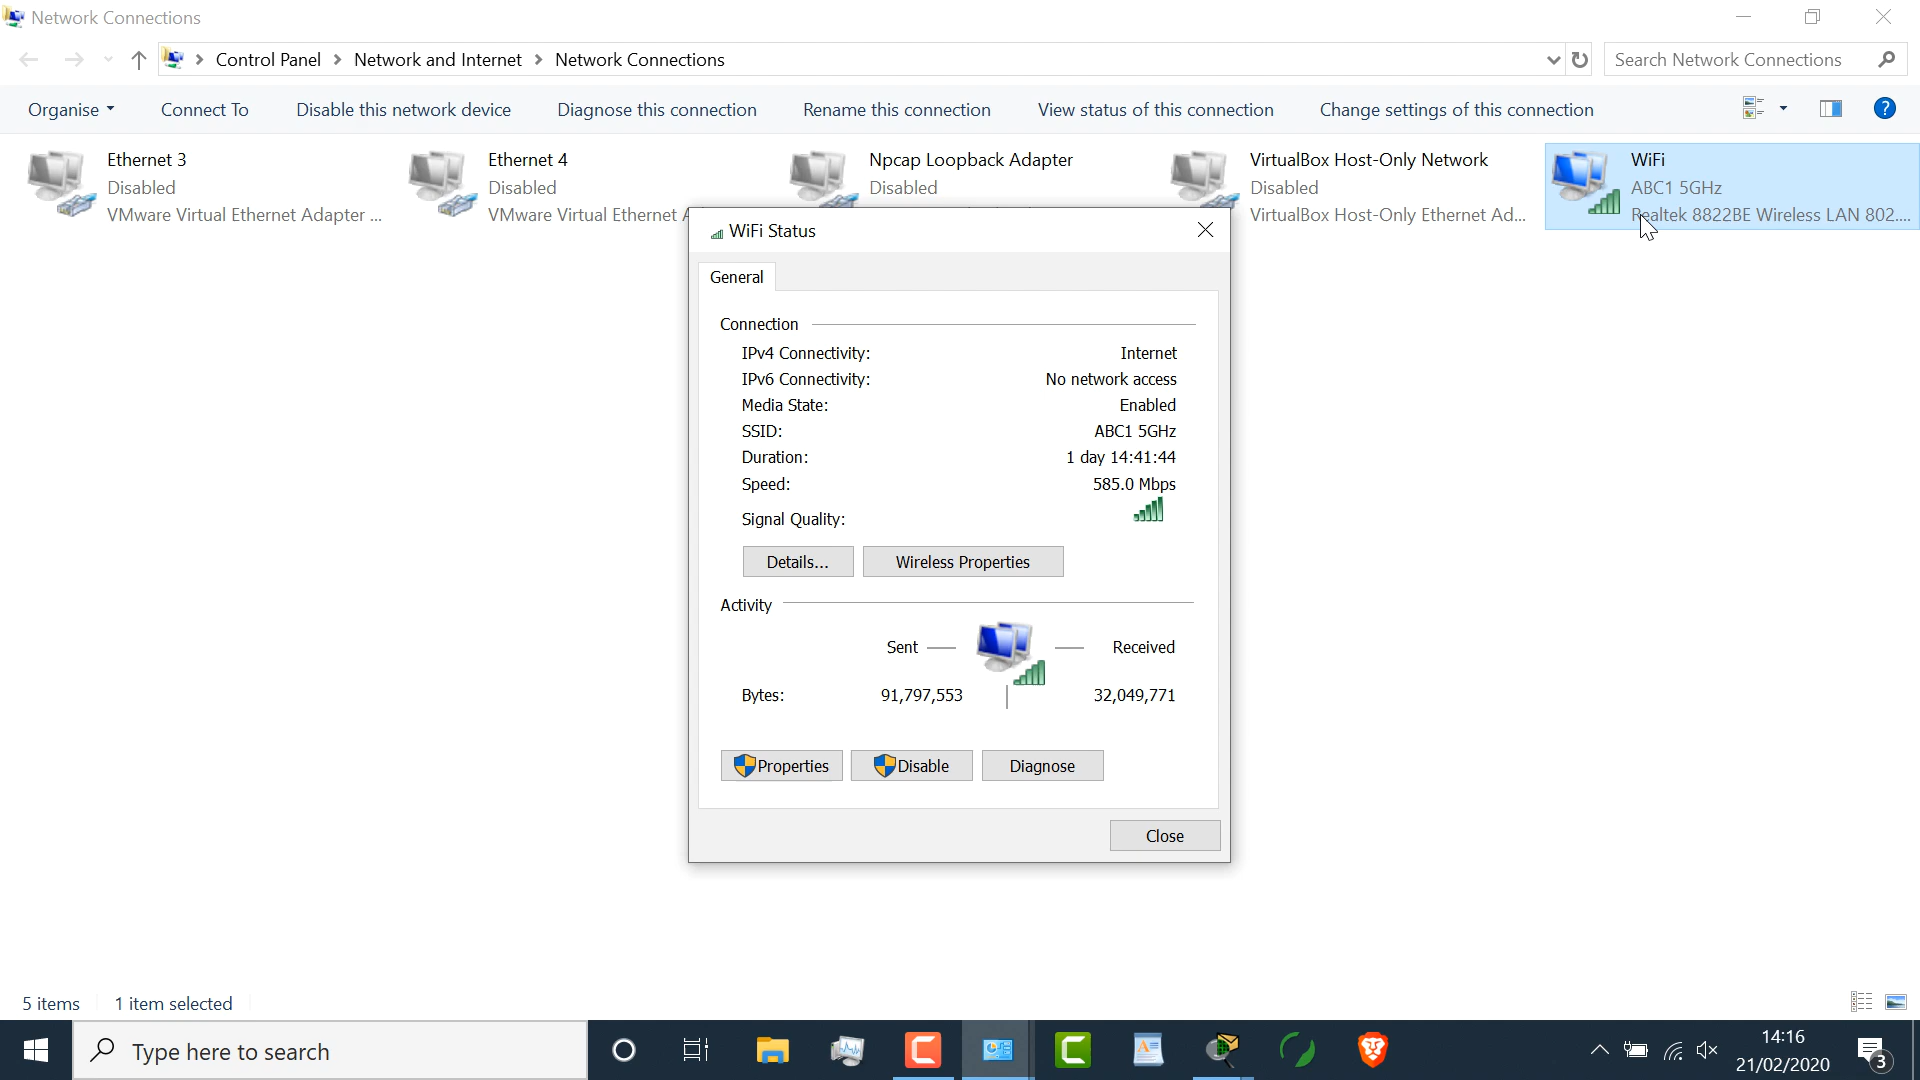 Network Connections
Control Panel > Network and Internet > Network Connections
Search Network Connections
Organise
Connect To
Disable this network device
Diagnose this connection
Rename this connection
View status of this connection
Change settings of this connection
Ethernet 3
Disabled
VMware Virtual Ethernet Adapter ...
Ethernet 4
Disabled
VMware Virtual Ethernet
Npcap Loopback Adapter
Disabled
VirtualBox Host-Only Network
Disabled
VirtualBox Host-Only Ethernet Ad...
WiFi
ABC1 5GHz
Realtek 8822BE Wireless LAN 802....
WiFi Status
General
Connection
IPv4 Connectivity: Internet
IPv6 Connectivity: No network access
Media State: Enabled
SSID: ABC1 5GHz
Duration: 1 day 14:41:44
Speed: 585.0 Mbps
Signal Quality:
Details...
Wireless Properties
Activity
Sent — — Received
Bytes: 91,797,553 | 32,049,771
Properties
Disable
Diagnose
Close
5 items
1 item selected
Type here to search
14:16
21/02/2020
3